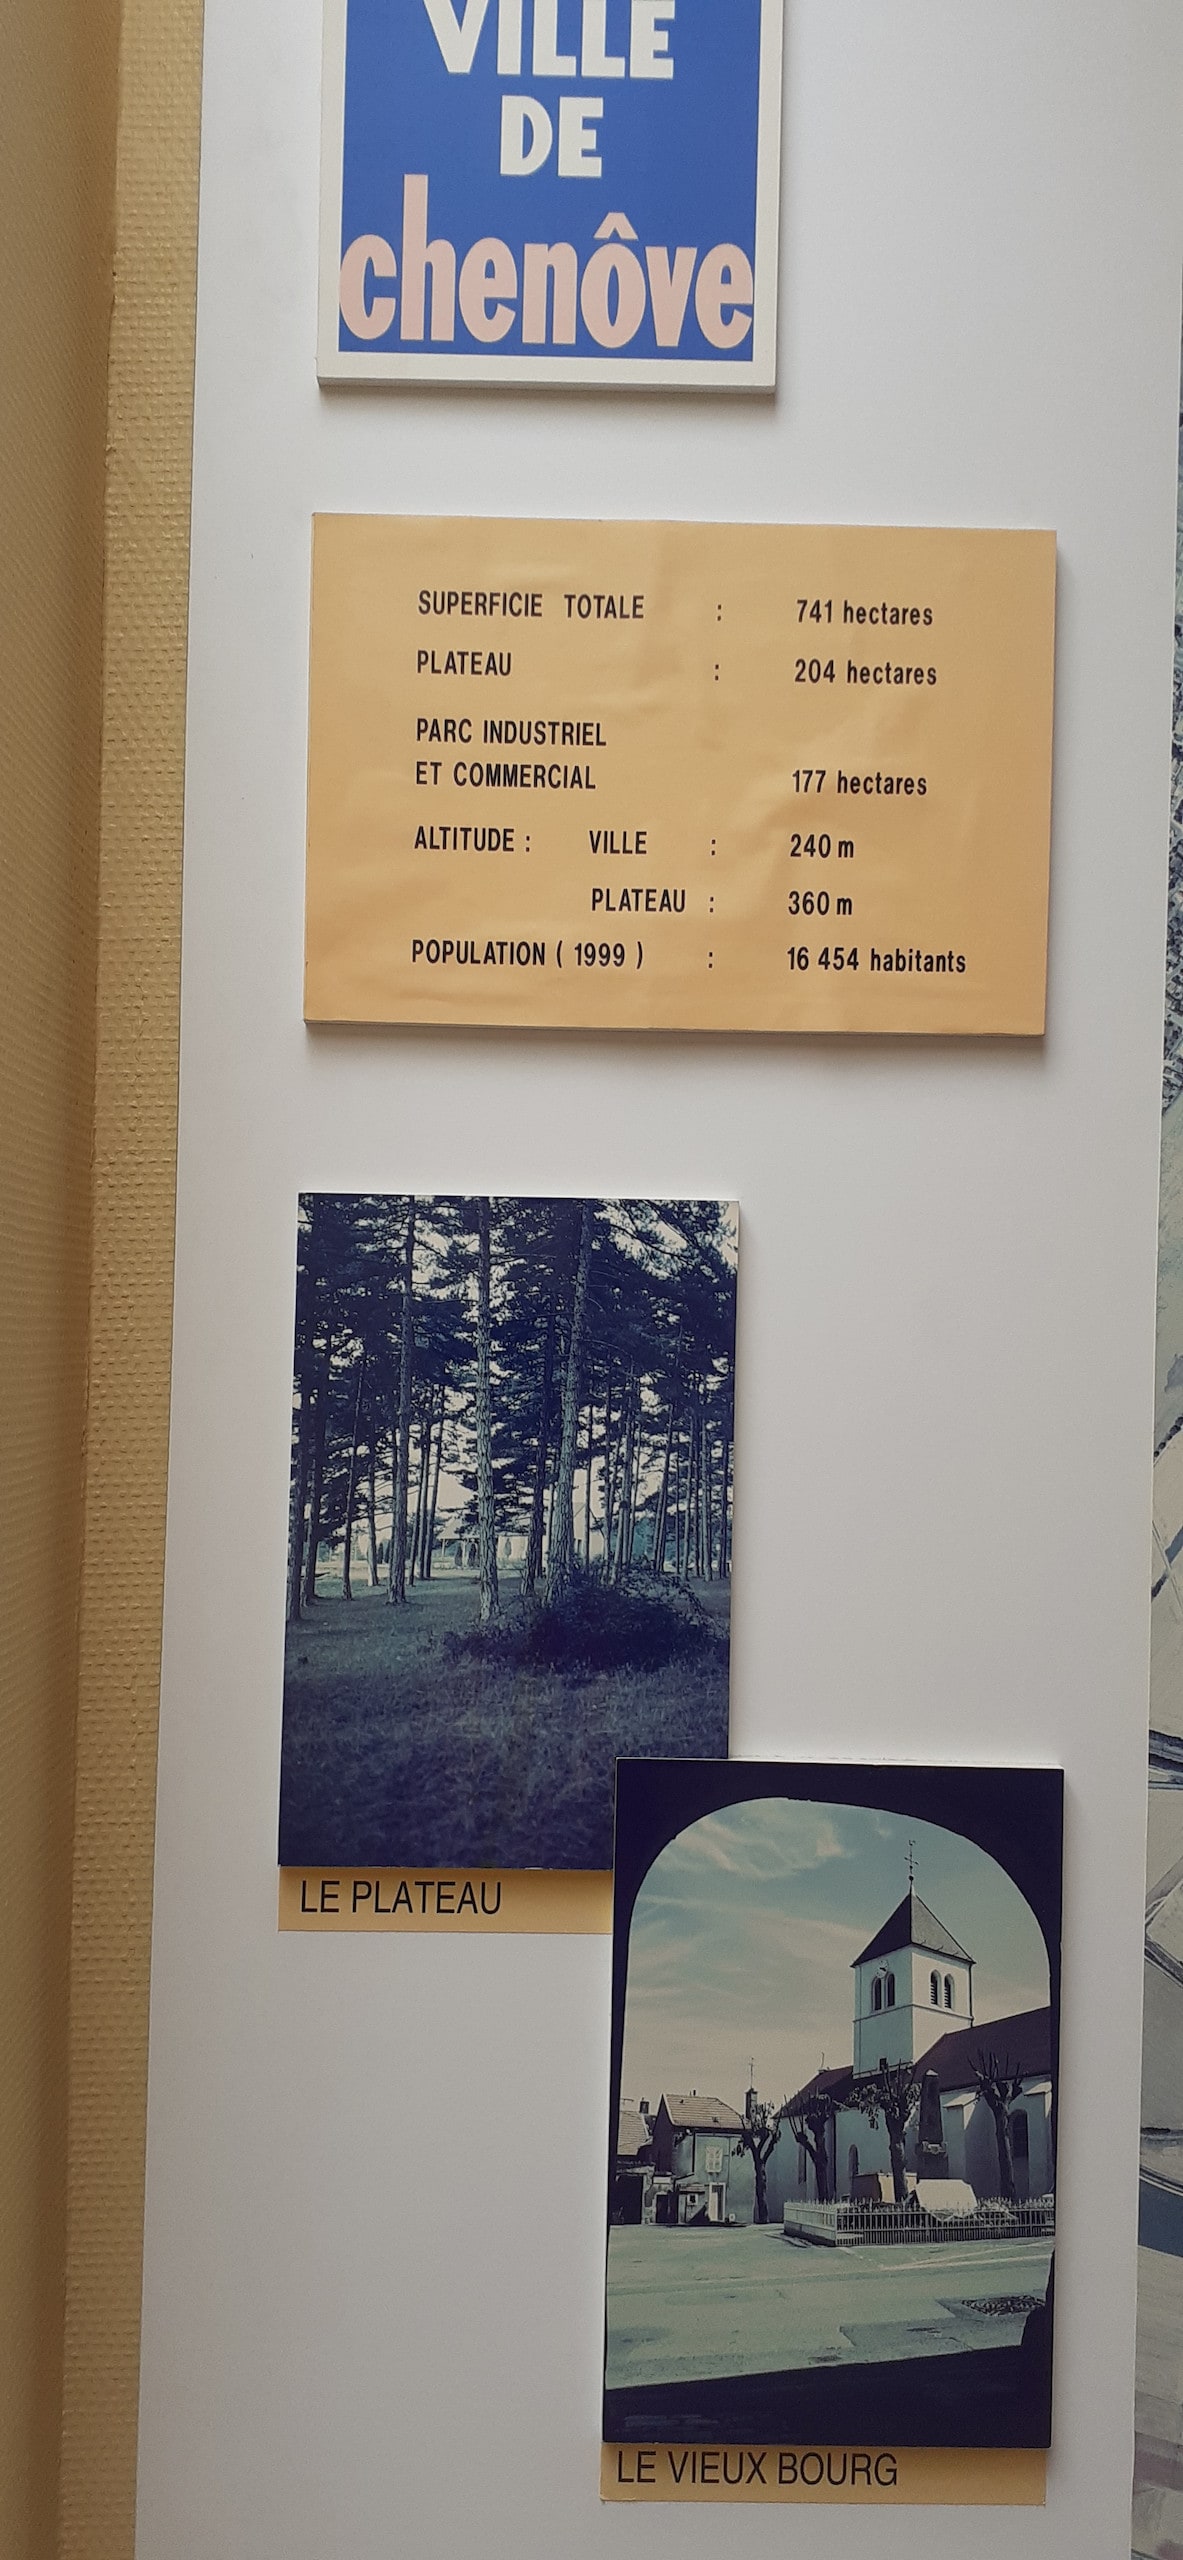 VILLE
DE
chenôve
SUPERFICIE TOTALE : 741 hectares
PLATEAU : 204 hectares
PARC INDUSTRIEL
ET COMMERCIAL 177 hectares
ALTITUDE : VILLE : 240 m
PLATEAU : 360 m
POPULATION ( 1999 ) : 16 454 habitants
LE PLATEAU
LE VIEUX BOURG